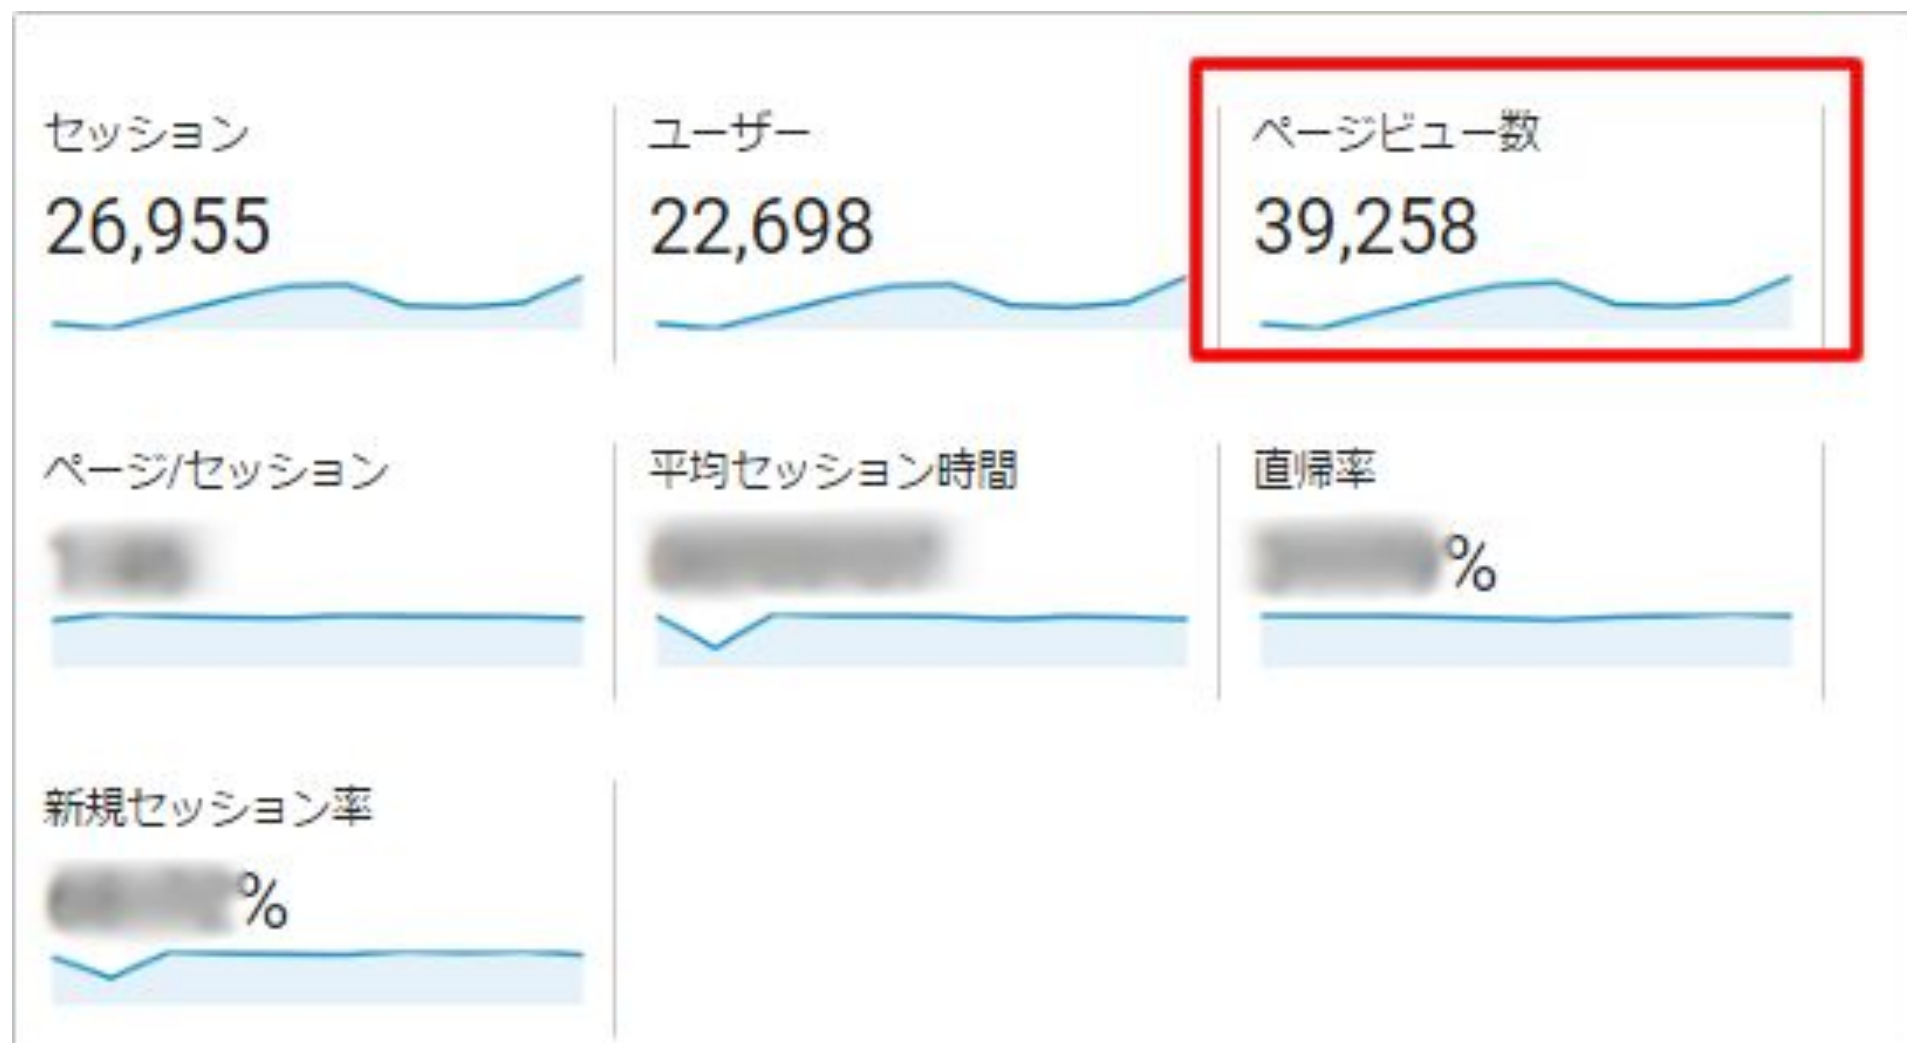 セッション
26,955
ユーザー
22,698
ページビュー数
39,258
ページ/セッション
平均セッション時間
直帰率
%
新規セッション率
%